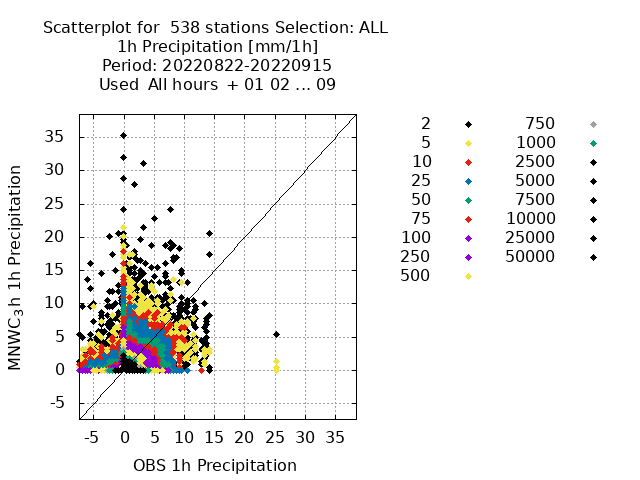 Scatterplot for  538 stations Selection: ALL
1h Precipitation [mm/1h]
Period: 20220822-20220915
Used  All hours  + 01 02 ... 09
MNWC₃h 1h Precipitation
35
30
25
20
15
10
5
0
-5
-5 0 5 10 15 20 25 30 35
OBS 1h Precipitation
2 750
5 1000
10 2500
25 5000
50 7500
75 10000
100 25000
250 50000
500